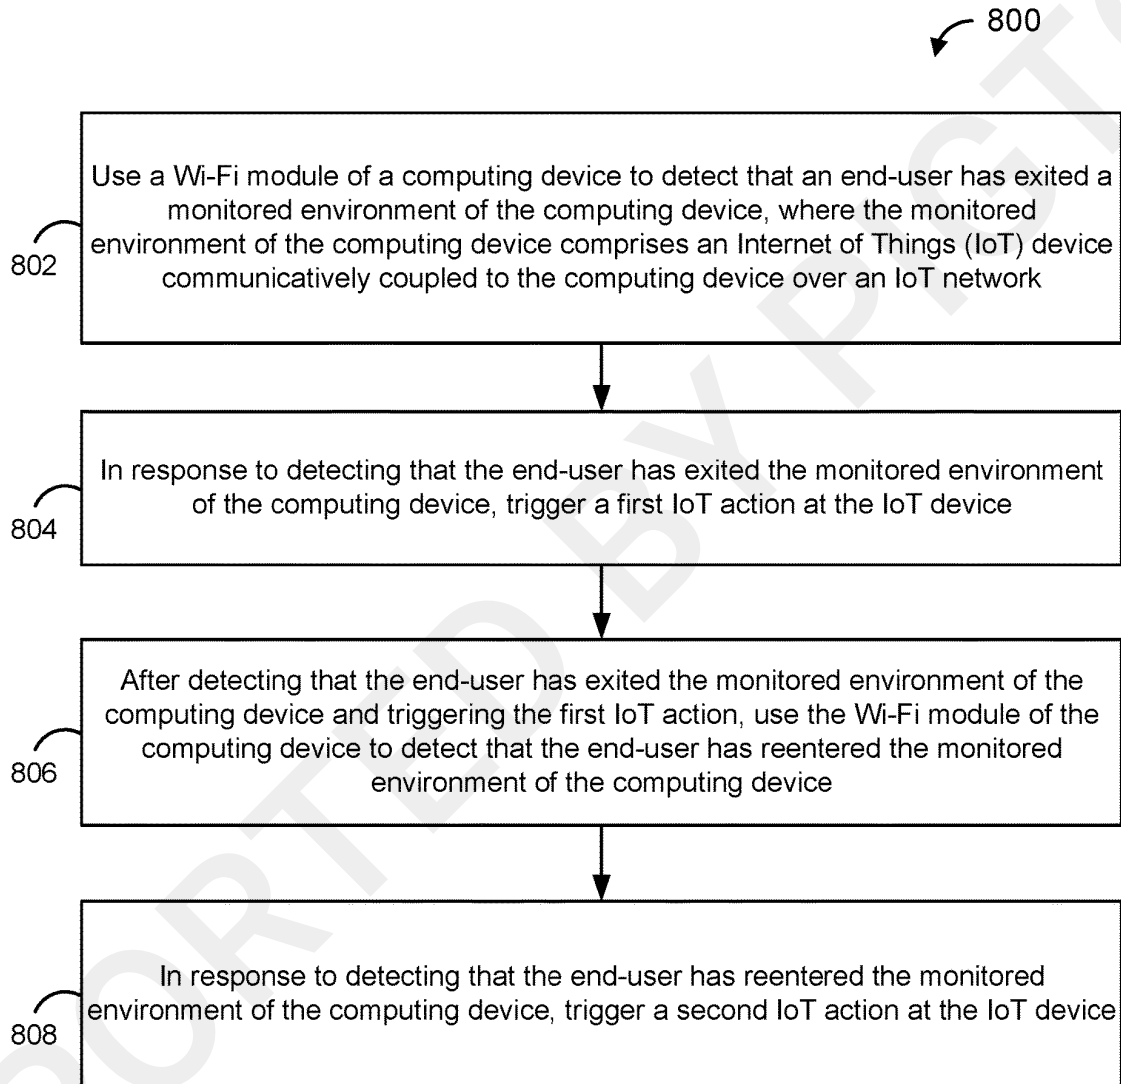 800
Use a Wi-Fi module of a computing device to detect that an end-user has exited a
monitored environment of the computing device, where the monitored
environment of the computing device comprises an Internet of Things (IoT) device
communicatively coupled to the computing device over an IoT network
802
In response to detecting that the end-user has exited the monitored environment
of the computing device, trigger a first IoT action at the IoT device
804
After detecting that the end-user has exited the monitored environment of the
computing device and triggering the first IoT action, use the Wi-Fi module of the
computing device to detect that the end-user has reentered the monitored
environment of the computing device
806
In response to detecting that the end-user has reentered the monitored
environment of the computing device, trigger a second IoT action at the IoT device
808